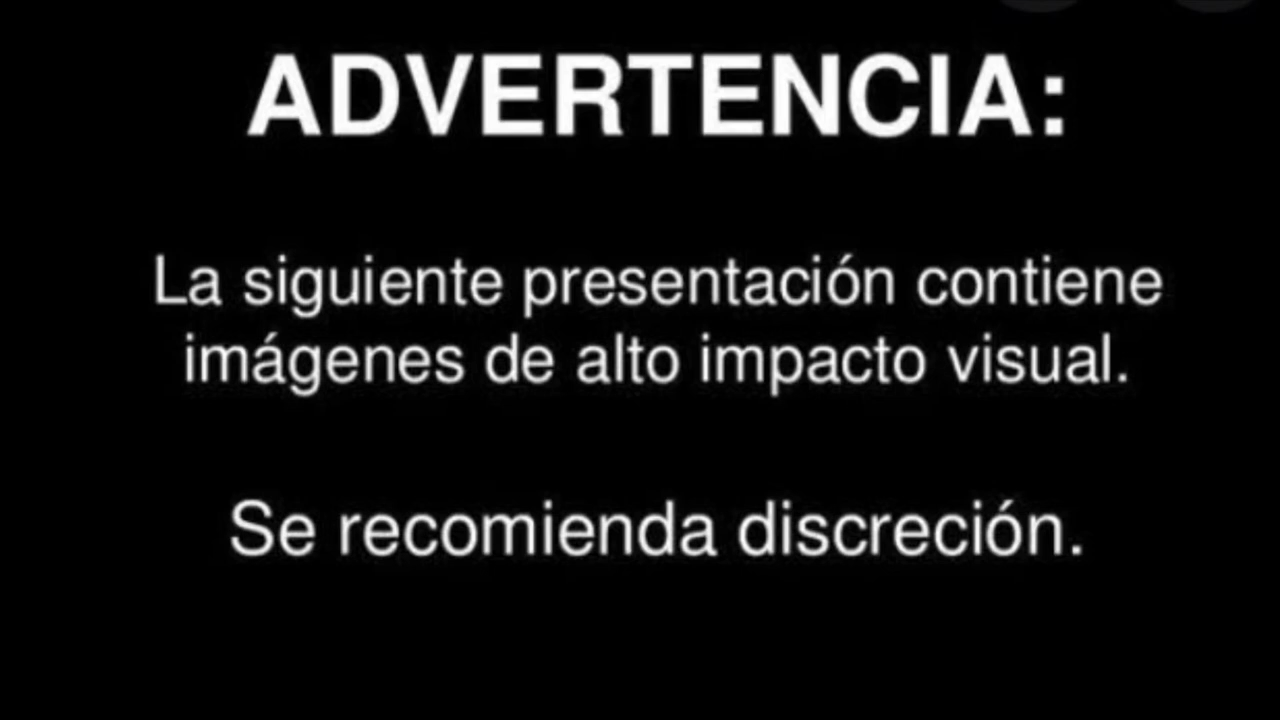 ADVERTENCIA:
La siguiente presentación contiene
imágenes de alto impacto visual.
Se recomienda discreción.